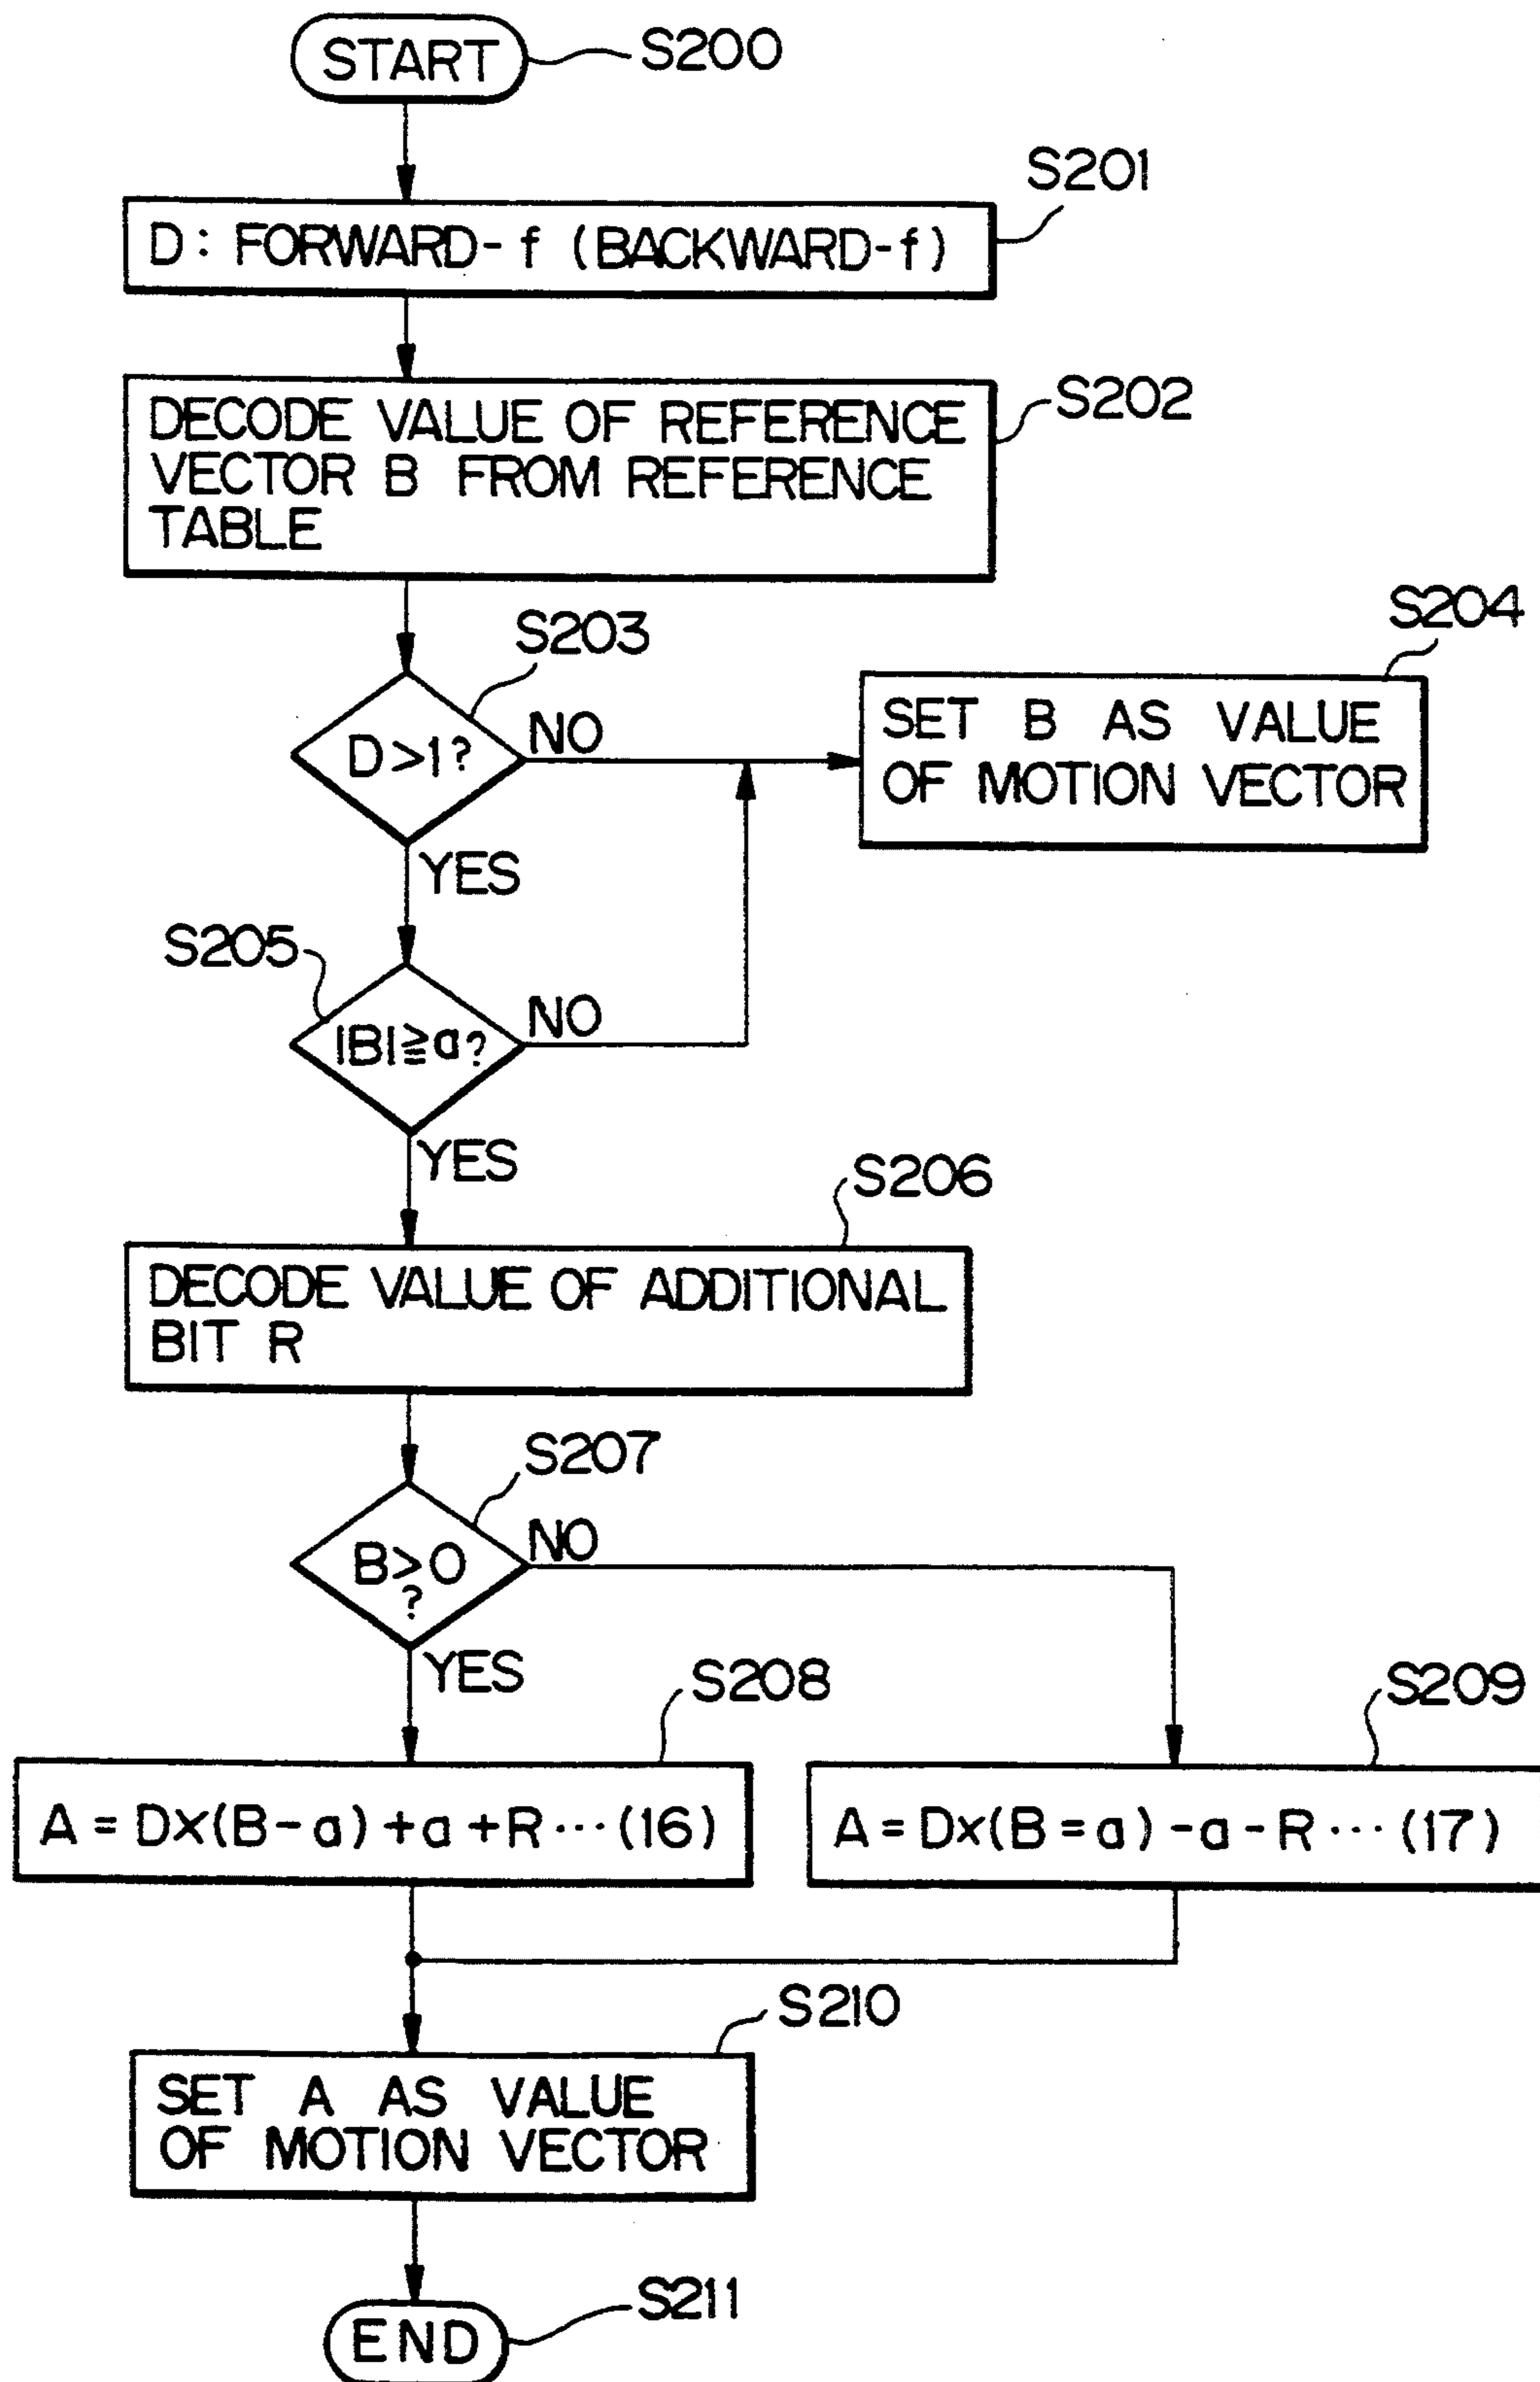 START
S200
S201
D: FORWARD-f (BACKWARD-f)
S202
DECODE VALUE OF REFERENCE
VECTOR B FROM REFERENCE
TABLE
S203
S204
D>1?
NO
SET B AS VALUE
OF MOTION VECTOR
YES
S205
|B|≧a?
NO
YES
S206
DECODE VALUE OF ADDITIONAL
BIT R
S207
B>0
?
NO
YES
S208
S209
A=D×(B-a)+a+R···(16)
A=D×(B=a)-a-R···(17)
S210
SET A AS VALUE
OF MOTION VECTOR
S211
END